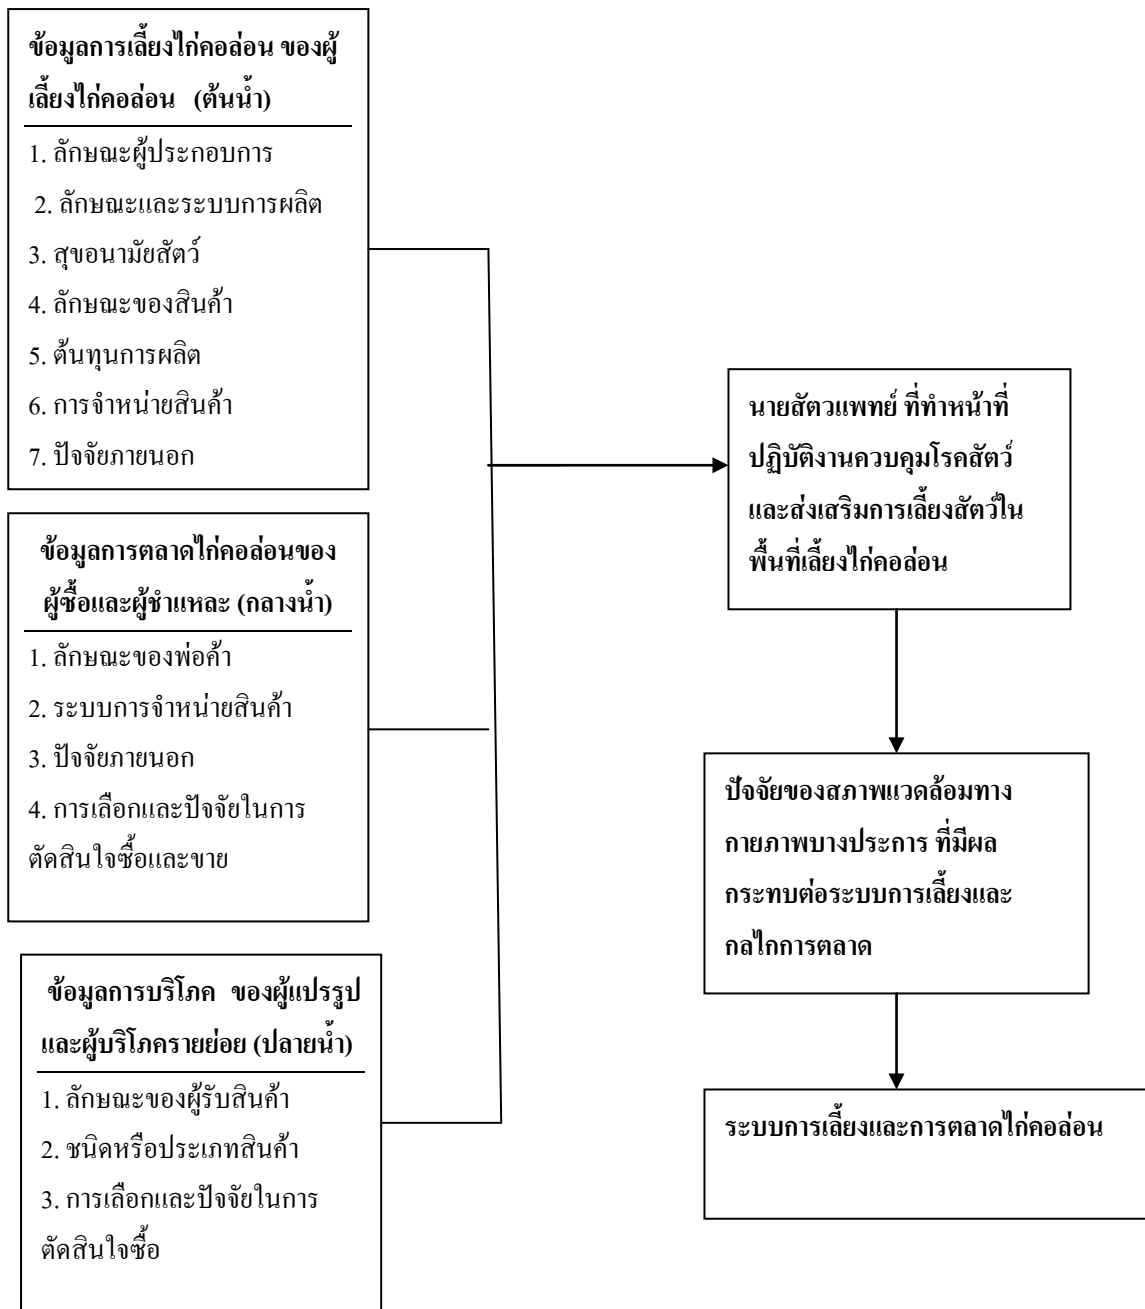 ข้อมูลการเลี้ยงไก่คอล่อน ของผู้
เลี้ยงไก่คอล่อน (ต้นน้ำ)
1. ลักษณะผู้ประกอบการ
2. ลักษณะและระบบการผลิต
3. สุขอนามัยสัตว์
4. ลักษณะของสินค้า
5. ต้นทุนการผลิต
6. การจำหน่ายสินค้า
7. ปัจจัยภายนอก
ข้อมูลการตลาดไก่คอล่อนของ
ผู้ซื้อและผู้ชำแหละ (กลางน้ำ)
1. ลักษณะของพ่อค้า
2. ระบบการจำหน่ายสินค้า
3. ปัจจัยภายนอก
4. การเลือกและปัจจัยในการ
ตัดสินใจซื้อและขาย
ข้อมูลการบริโภค ของผู้แปรรูป
และผู้บริโภครายย่อย (ปลายน้ำ)
1. ลักษณะของผู้รับสินค้า
2. ชนิดหรือประเภทสินค้า
3. การเลือกและปัจจัยในการ
ตัดสินใจซื้อ
นายสัตวแพทย์ ที่ทำหน้าที่
ปฏิบัติงานควบคุมโรคสัตว์
และส่งเสริมการเลี้ยงสัตว์ใน
พื้นที่เลี้ยงไก่คอล่อน
ปัจจัยของสภาพแวดล้อมทาง
กายภาพบางประการ ที่มีผล
กระทบต่อระบบการเลี้ยงและ
กลไกการตลาด
ระบบการเลี้ยงและการตลาดไก่คอล่อน